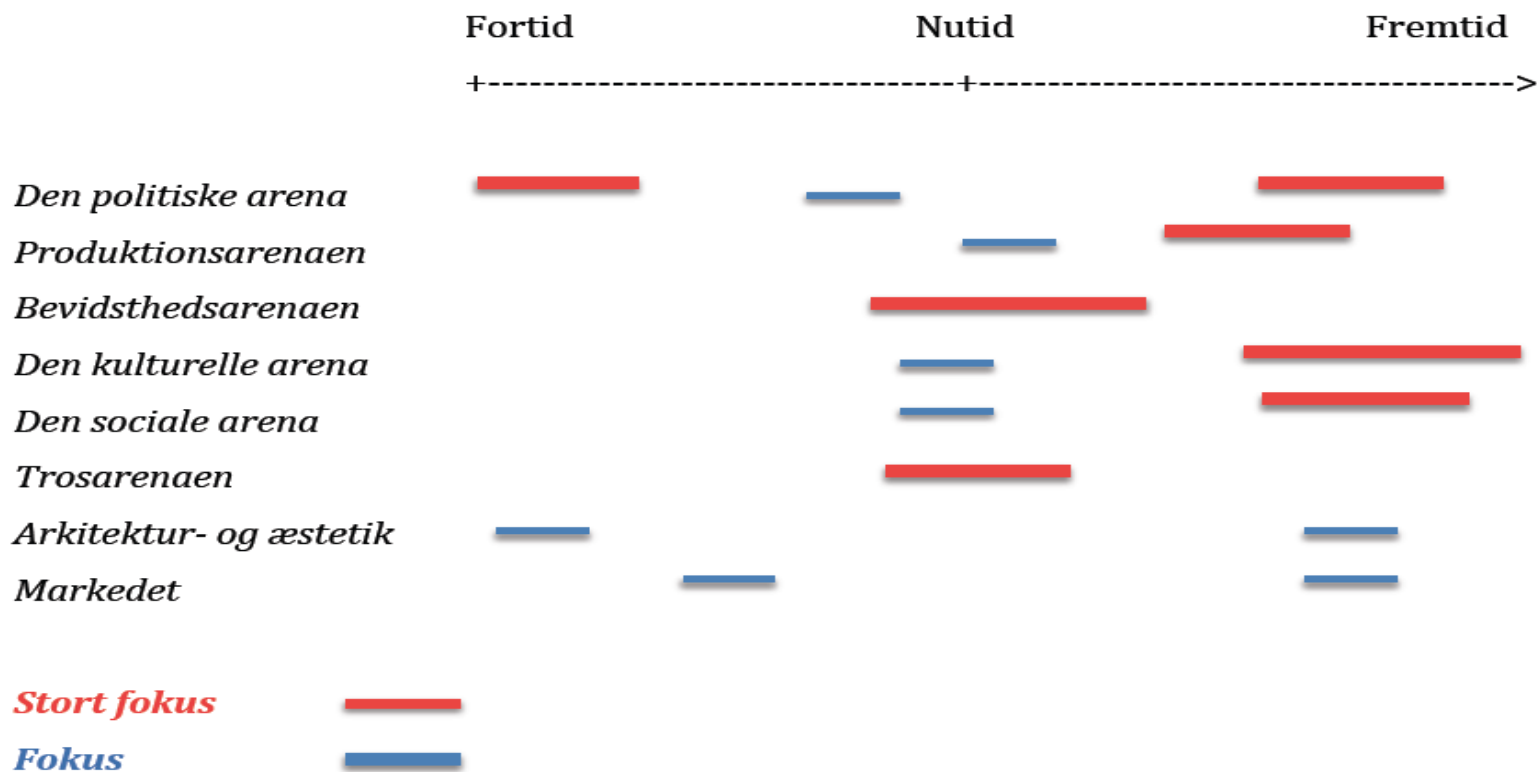 Fortid Nutid Fremtid
+----------------------------------+---------------------------------------->
Den politiske arena
Produktionsarenaen
Bevidsthedsarenaen
Den kulturelle arena
Den sociale arena
Trosarenaen
Arkitektur- og æstetik
Markedet
Stort fokus
Fokus